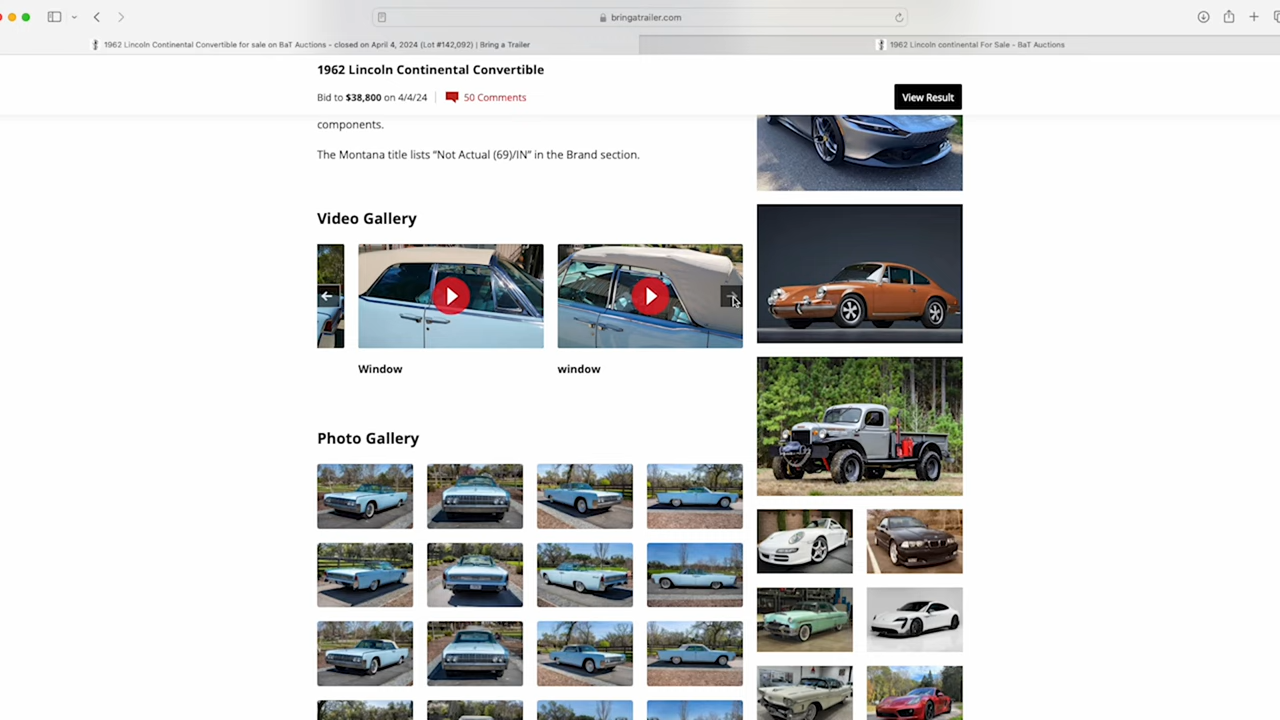 bringatrailer.com
1962 Lincoln Continental Convertible for sale on BaT Auctions - closed on April 4, 2024 (Lot #142,092) | Bring a Trailer
1962 Lincoln continental For Sale - BaT Auctions
1962 Lincoln Continental Convertible
Bid to $38,800 on 4/4/24
50 Comments
View Result
components.
The Montana title lists “Not Actual (69)/IN” in the Brand section.
Video Gallery
Window
window
Photo Gallery